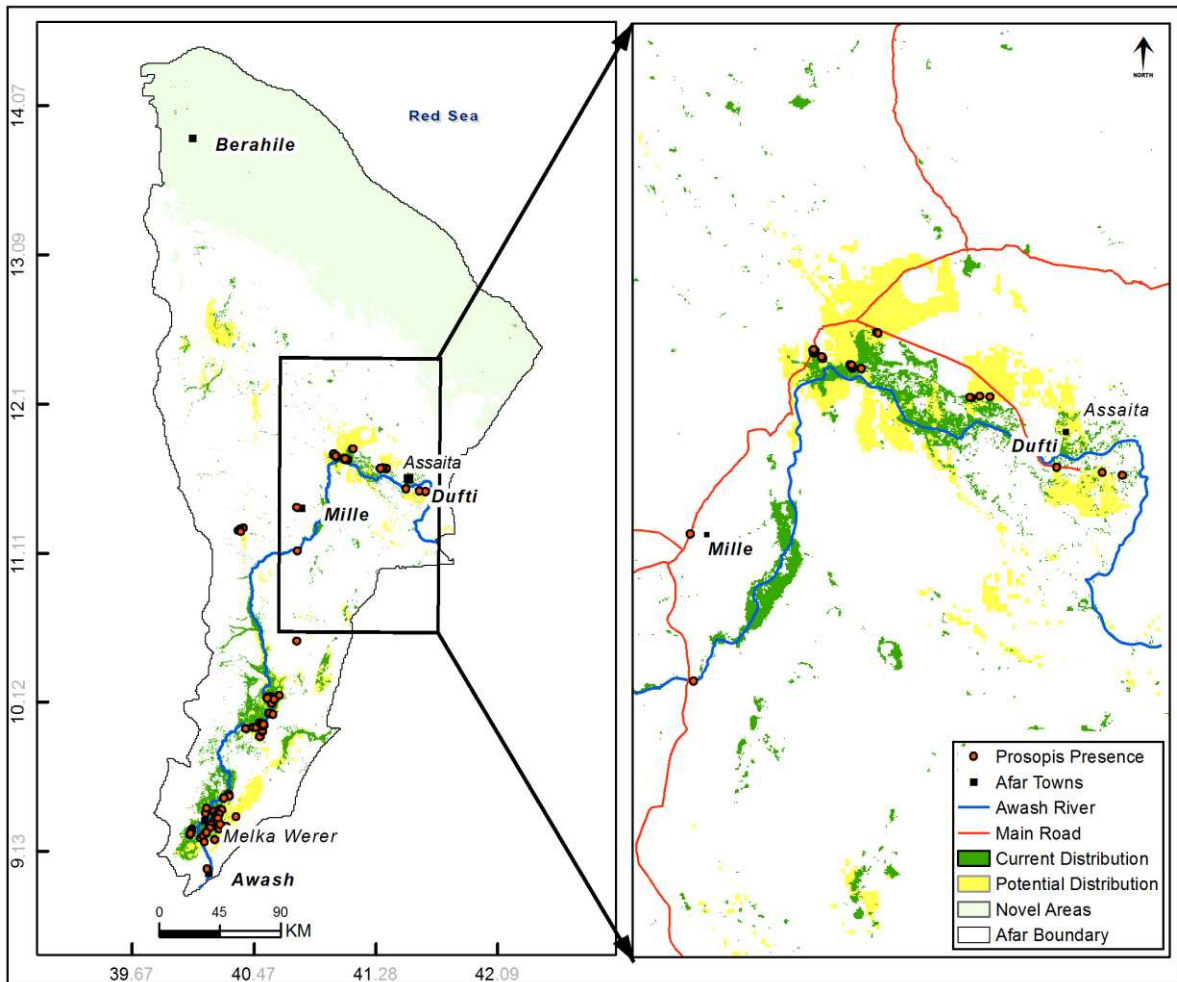 14.07
13.09
12.1
11.11
10.12
9.13
Red Sea
Berahile
Assaita
Dufti
Mille
Melka Werer
Awash
0 45 90
KM
39.67 40.47 41.28 42.09
NORTH
Assaita
Dufti
Mille
Prosopis Presence
Afar Towns
Awash River
Main Road
Current Distribution
Potential Distribution
Novel Areas
Afar Boundary